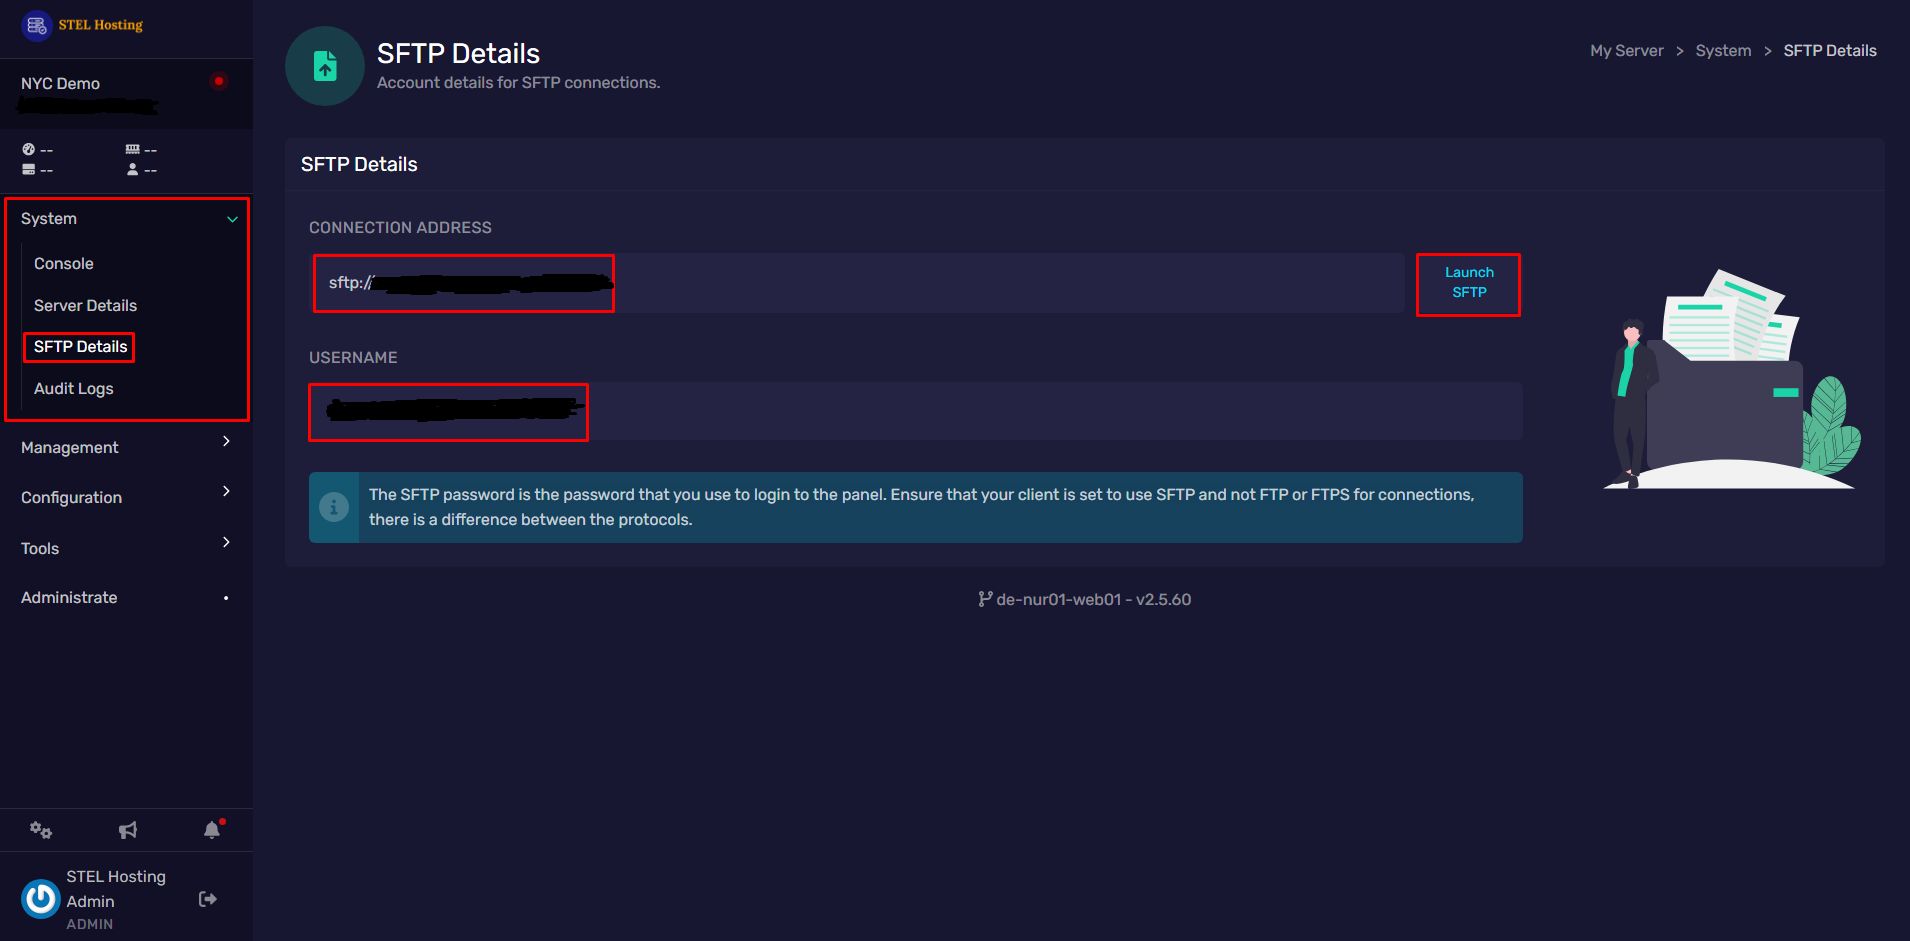 STEL Hosting
NYC Demo
--
--
--
--
System
Console
Server Details
SFTP Details
Audit Logs
Management
Configuration
Tools
Administrate
STEL Hosting
Admin
ADMIN
SFTP Details
Account details for SFTP connections.
My Server > System > SFTP Details
SFTP Details
CONNECTION ADDRESS
sftp://
Launch
SFTP
USERNAME
The SFTP password is the password that you use to login to the panel. Ensure that your client is set to use SFTP and not FTP or FTPS for connections,
there is a difference between the protocols.
de-nur01-web01 - v2.5.60